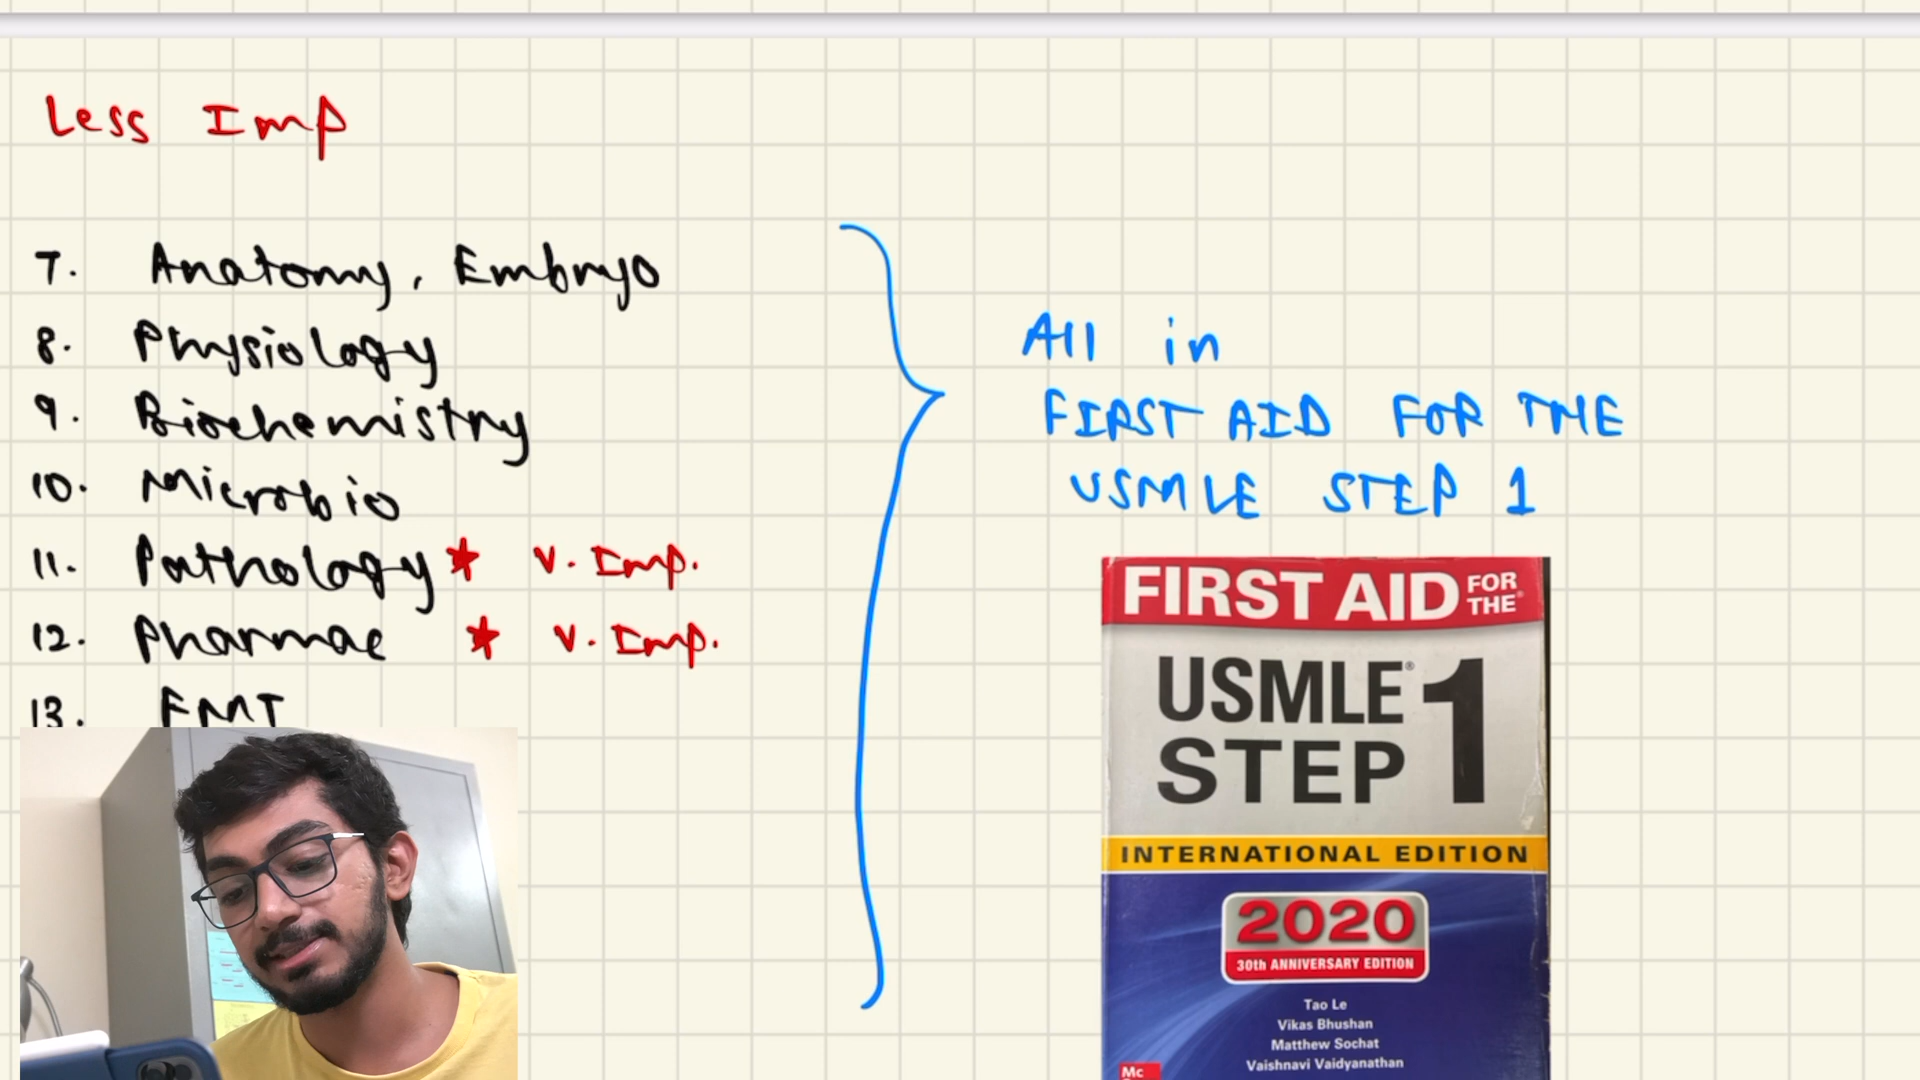 Less Imp
7. Anatomy, Embryo
8. Physiology
9. Biochemistry
10. Microbio
11. Pathology ★ V. Imp.
12. Pharmac ★ V. Imp.
13. FMT
All in
FIRST AID FOR THE
USMLE STEP 1
FIRST AID FOR THE®
USMLE® STEP 1
INTERNATIONAL EDITION
2020
30th ANNIVERSARY EDITION
Tao Le
Vikas Bhushan
Matthew Sochat
Vaishnavi Vaidyanathan
Mc